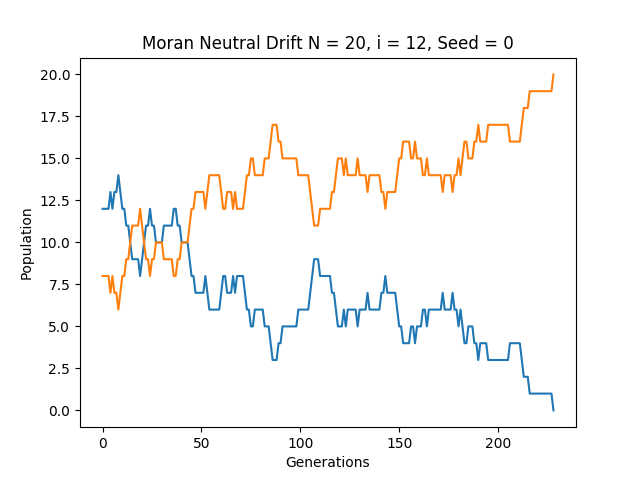 Moran Neutral Drift N = 20, i = 12, Seed = 0
20.0
17.5
15.0
12.5
10.0
7.5
5.0
2.5
0.0
Population
0 50 100 150 200
Generations